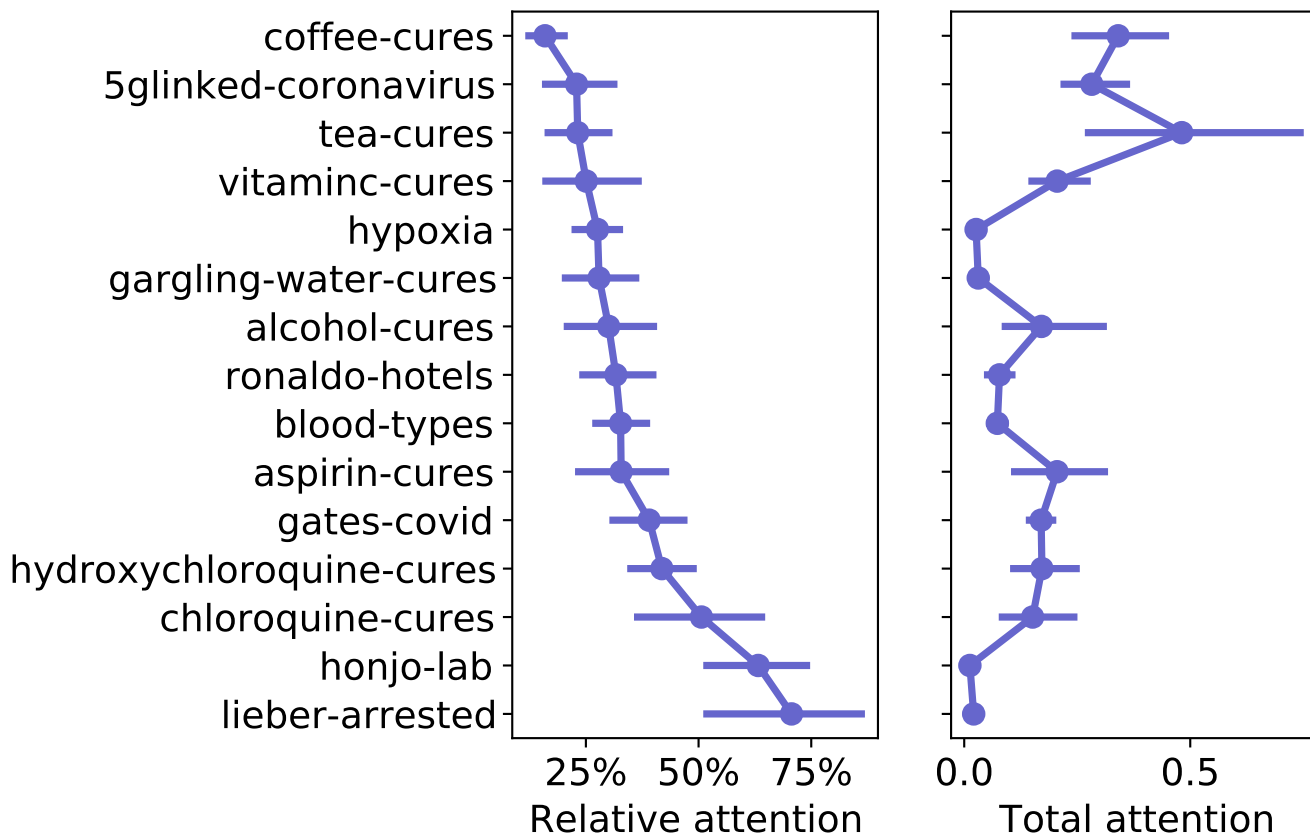 coffee-cures
5glinked-coronavirus
tea-cures
vitaminc-cures
hypoxia
gargling-water-cures
alcohol-cures
ronaldo-hotels
blood-types
aspirin-cures
gates-covid
hydroxychloroquine-cures
chloroquine-cures
honjo-lab
lieber-arrested
25% 50% 75%
Relative attention
0.0 0.5
Total attention